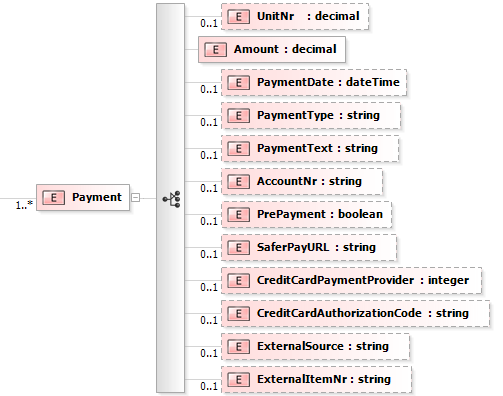 E UnitNr : decimal
0..1
E Amount : decimal
E PaymentDate : dateTime
0..1
E PaymentType : string
0..1
E PaymentText : string
0..1
E AccountNr : string
0..1
E Payment
1..*
E PrePayment : boolean
0..1
E SaferPayURL : string
0..1
E CreditCardPaymentProvider : integer
0..1
E CreditCardAuthorizationCode : string
0..1
E ExternalSource : string
0..1
E ExternalItemNr : string
0..1